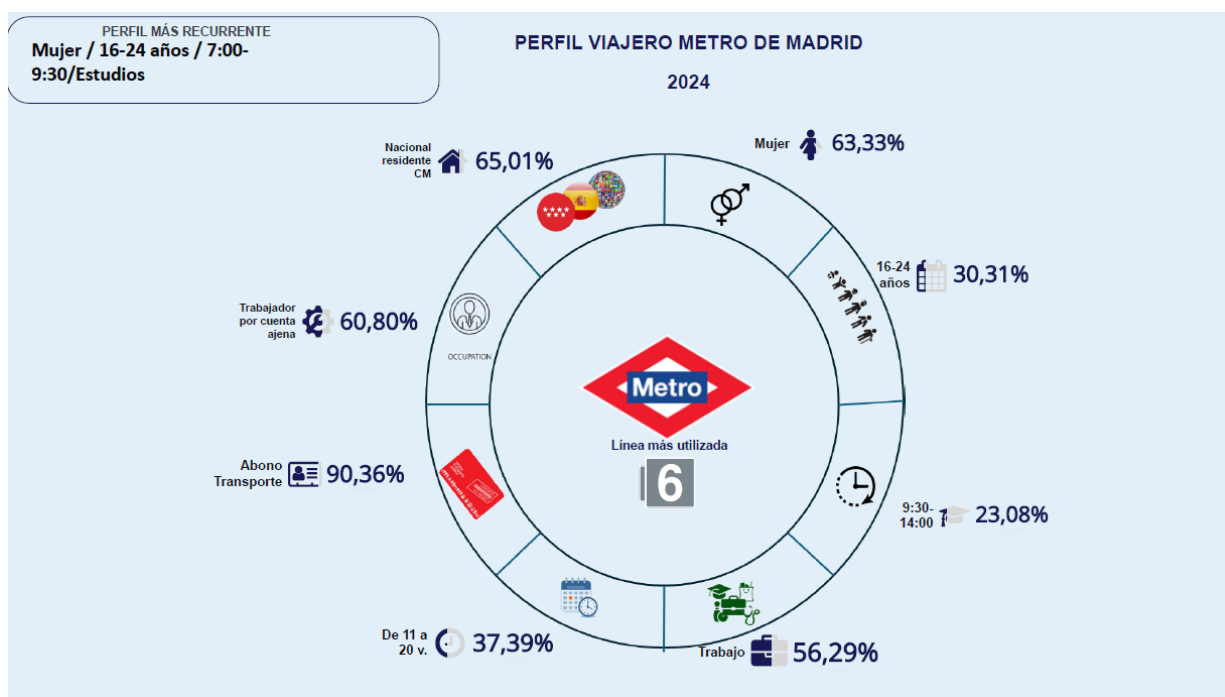 PERFIL MÁS RECURRENTE
Mujer / 16-24 años / 7:00-
9:30/Estudios
PERFIL VIAJERO METRO DE MADRID
2024
Nacional
residente
CM
65,01%
Mujer
63,33%
16-24
años
30,31%
Trabajador
por cuenta
ajena
60,80%
OCCUPATION
Metro
Línea más utilizada
6
Abono
Transporte
90,36%
9:30-
14:00
23,08%
De 11 a
20 v.
37,39%
Trabajo
56,29%